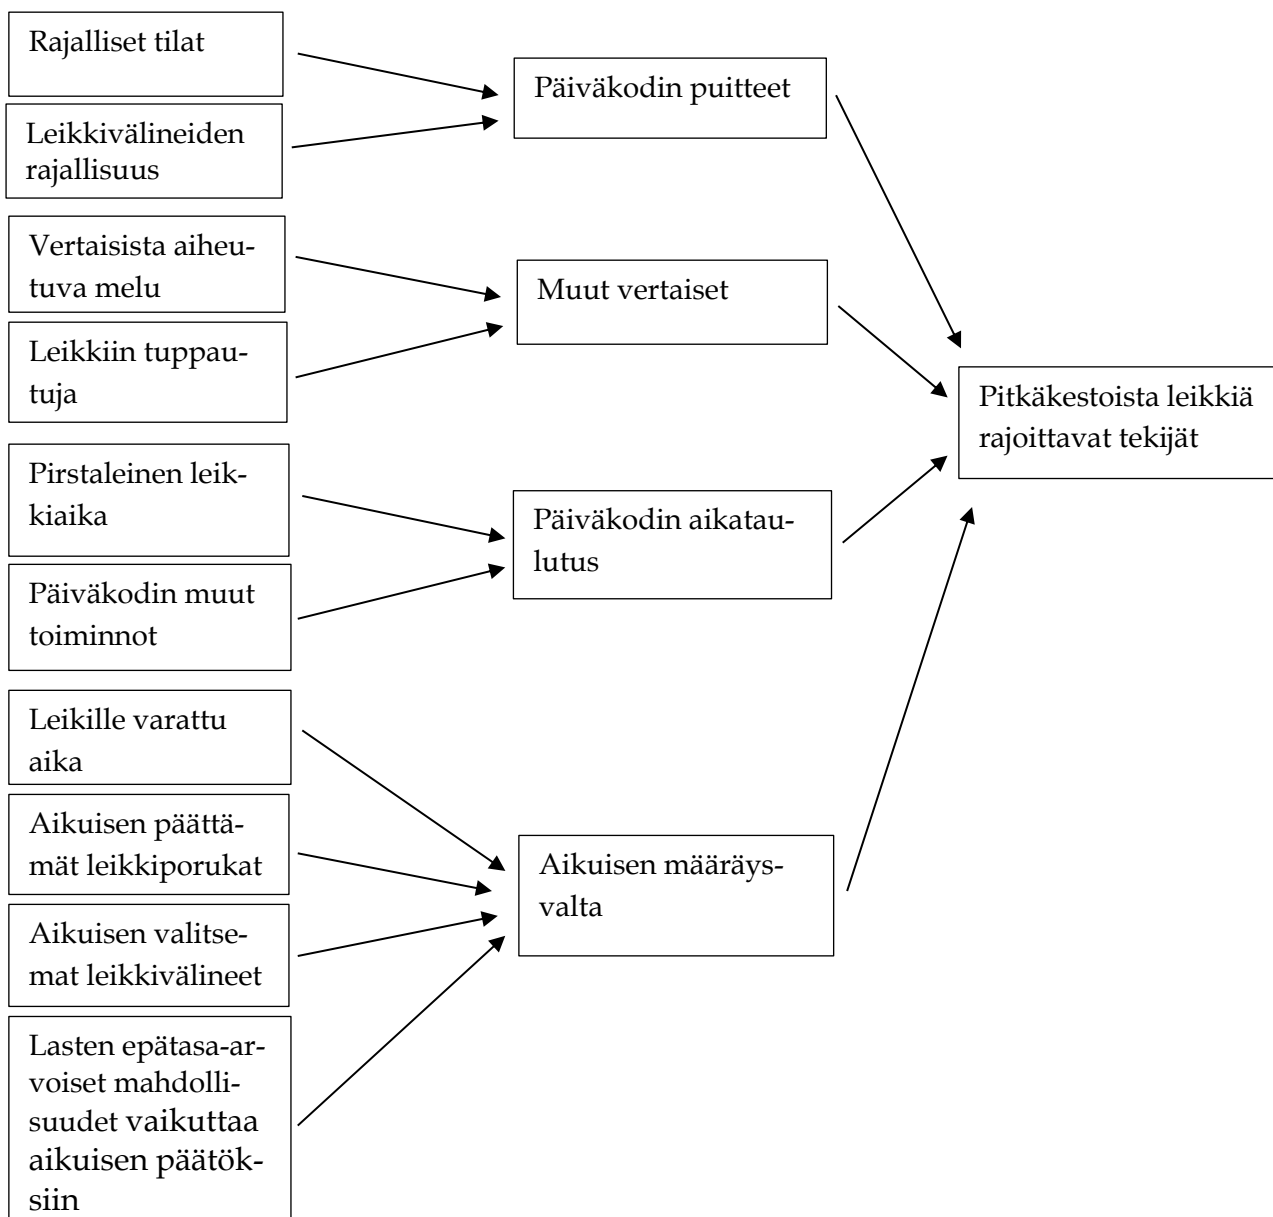 Rajalliset tilat
Leikkivälineiden
rajallisuus
Vertaisista aiheu-
tuva melu
Leikkiin tuppau-
tuja
Pirstaleinen leik-
kiaika
Päiväkodin muut
toiminnot
Leikille varattu
aika
Aikuisen päättä-
mät leikkiporukat
Aikuisen valitse-
mat leikkivälineet
Lasten epätasa-ar-
voiset mahdolli-
suudet vaikuttaa
aikuisen päätök-
siin
Päiväkodin puitteet
Muut vertaiset
Päiväkodin aikatau-
lutus
Aikuisen määräys-
valta
Pitkäkestoista leikkiä
rajoittavat tekijät